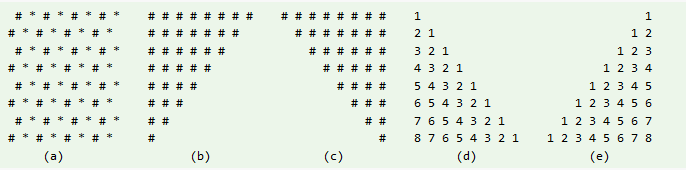 # * # * # * # *    # # # # # # # #    # # # # # # # #    1                              1
# * # * # * # *     # # # # # # #        # # # # # # #    2 1                          1 2
 # * # * # * # *    # # # # # #            # # # # # #    3 2 1                      1 2 3
# * # * # * # *     # # # # #                # # # # #    4 3 2 1                  1 2 3 4
 # * # * # * # *    # # # #                    # # # #    5 4 3 2 1              1 2 3 4 5
# * # * # * # *     # # #                        # # #    6 5 4 3 2 1          1 2 3 4 5 6
 # * # * # * # *    # #                            # #    7 6 5 4 3 2 1      1 2 3 4 5 6 7
# * # * # * # *     #                                #    8 7 6 5 4 3 2 1  1 2 3 4 5 6 7 8
     (a)                  (b)               (c)                 (d)               (e)